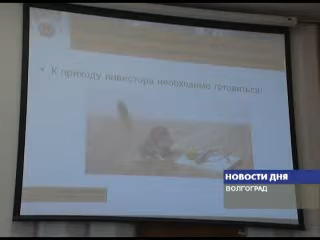 К приходу инвестора необходимо готовиться!
НОВОСТИ ДНЯ
ВОЛГОГРАД